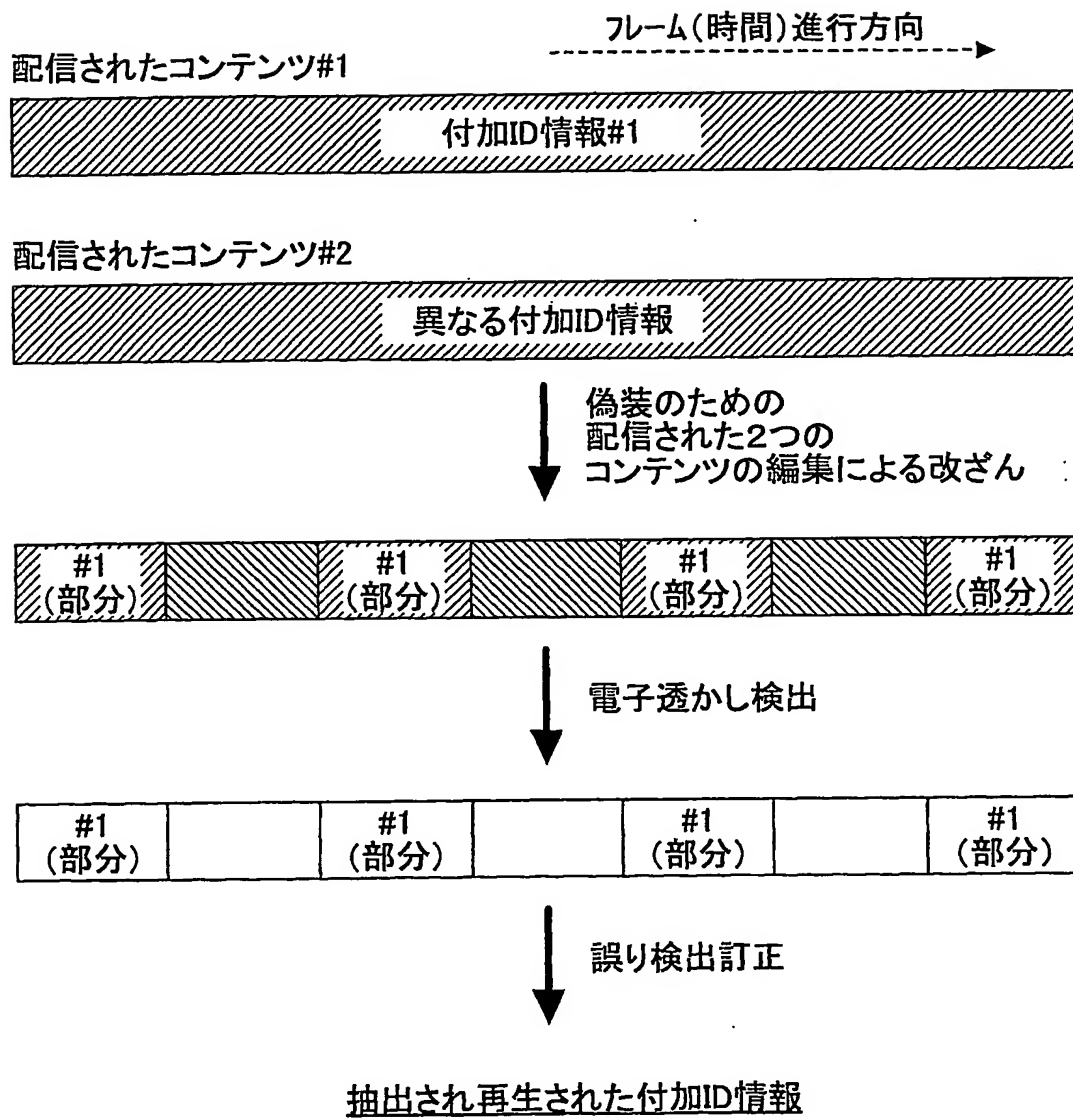 フレーム(時間)進行方向
配信されたコンテンツ#1
付加ID情報#1
配信されたコンテンツ#2
異なる付加ID情報
偽装のための
配信された2つの
コンテンツの編集による改ざん
#1 #1 #1 #1
(部分) (部分) (部分) (部分)
電子透かし検出
#1 #1 #1 #1
(部分) (部分) (部分) (部分)
誤り検出訂正
抽出され再生された付加ID情報